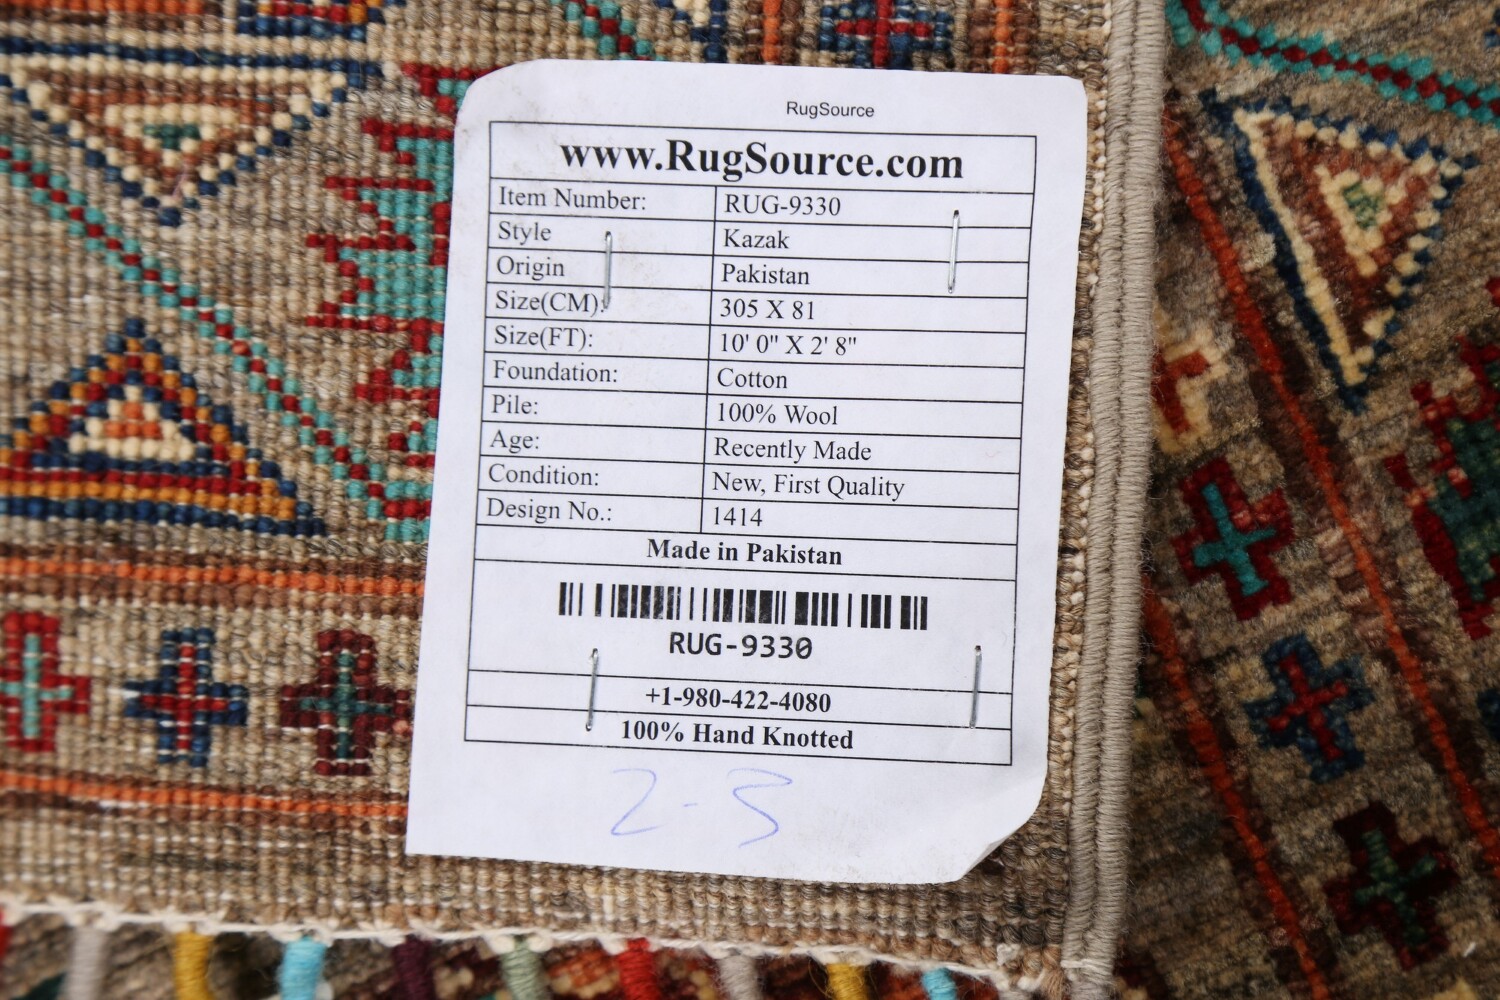 RugSource
www.RugSource.com
Item Number: RUG-9330
Style Kazak
Origin Pakistan
Size(CM): 305 X 81
Size(FT): 10' 0" X 2' 8"
Foundation: Cotton
Pile: 100% Wool
Age: Recently Made
Condition: New, First Quality
Design No.: 1414
Made in Pakistan
RUG-9330
+1-980-422-4080
100% Hand Knotted
2-3